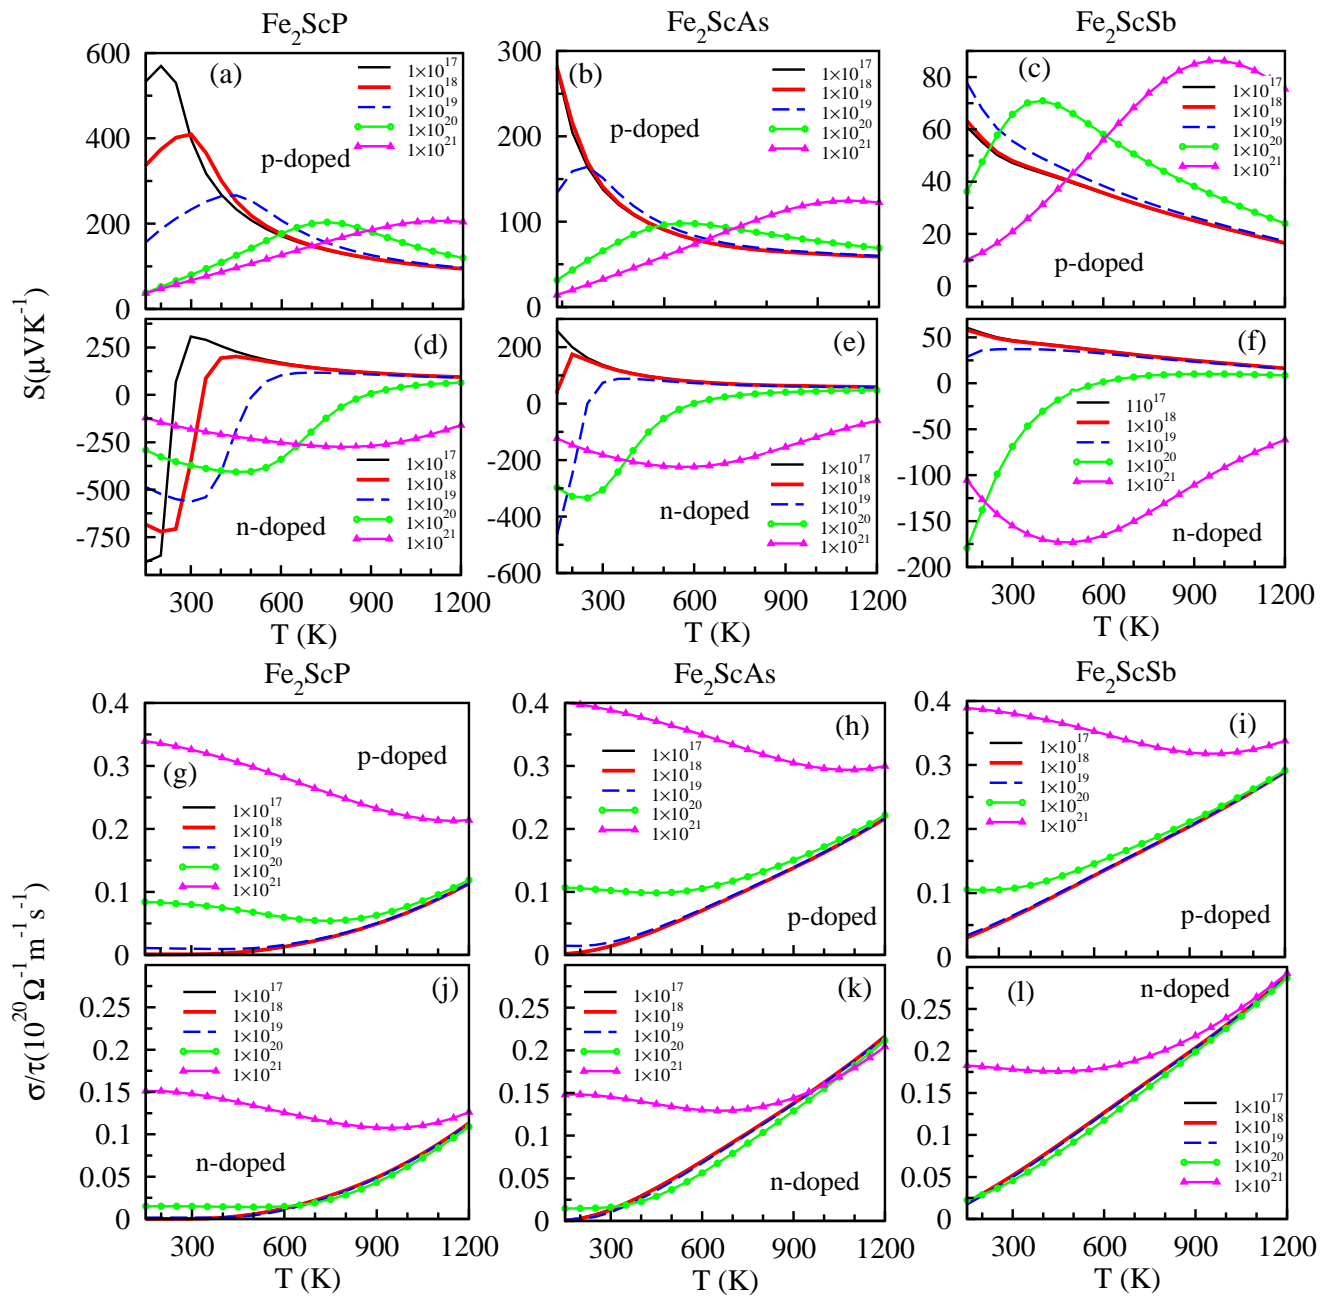 Fe2ScP
Fe2ScAs
Fe2ScSb
S(μVK-1)
600
400
200
0
(a)
p-doped
1×10^17
1×10^18
1×10^19
1×10^20
1×10^21
300
250
200
150
100
50
0
(b)
p-doped
1×10^17
1×10^18
1×10^19
1×10^20
1×10^21
80
60
40
20
0
(c)
p-doped
1×10^17
1×10^18
1×10^19
1×10^20
1×10^21
250
0
-250
-500
-750
(d)
n-doped
1×10^17
1×10^18
1×10^19
1×10^20
1×10^21
300 600 900 1200
T (K)
200
0
-200
-400
-600
(e)
n-doped
1×10^17
1×10^18
1×10^19
1×10^20
1×10^21
300 600 900 1200
T (K)
50
0
-50
-100
-150
-200
(f)
n-doped
110^17
1×10^18
1×10^19
1×10^20
1×10^21
300 600 900 1200
T (K)
Fe2ScP
Fe2ScAs
Fe2ScSb
σ/τ(10^20 Ω-1 m-1 s-1)
0.4
0.3
0.2
0.1
0
(g)
p-doped
1×10^17
1×10^18
1×10^19
1×10^20
1×10^21
0.4
0.3
0.2
0.1
0
(h)
p-doped
1×10^17
1×10^18
1×10^19
1×10^20
1×10^21
0.4
0.3
0.2
0.1
0
(i)
p-doped
1×10^17
1×10^18
1×10^19
1×10^20
1×10^21
0.25
0.2
0.15
0.1
0.05
0
(j)
n-doped
1×10^17
1×10^18
1×10^19
1×10^20
1×10^21
300 600 900 1200
T (K)
0.25
0.2
0.15
0.1
0.05
0
(k)
n-doped
1×10^17
1×10^18
1×10^19
1×10^20
1×10^21
300 600 900 1200
T (K)
0.25
0.2
0.15
0.1
0.05
0
(l)
n-doped
1×10^17
1×10^18
1×10^19
1×10^20
1×10^21
300 600 900 1200
T (K)